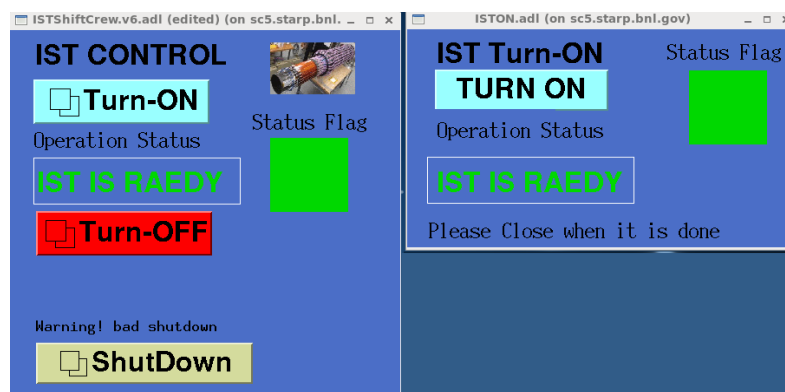 ISTShiftCrew.v6.adl (edited) (on sc5.starp.bnl.
IST CONTROL
Turn-ON
Operation Status
Status Flag
IST IS RAEDY
Turn-OFF
Warning! bad shutdown
ShutDown
ISTON.adl (on sc5.starp.bnl.gov)
IST Turn-ON
Status Flag
TURN ON
Operation Status
IST IS RAEDY
Please Close when it is done